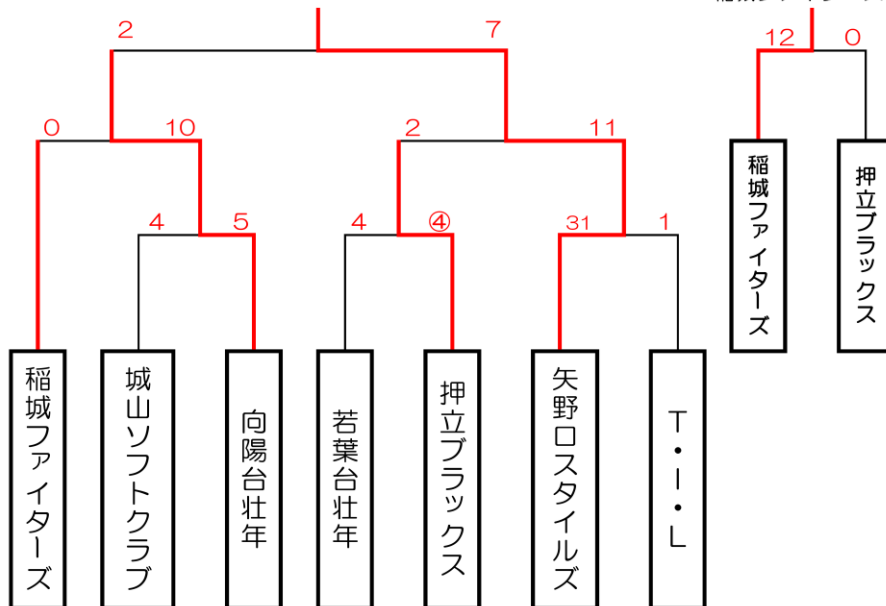 2
7
12
0
0
10
2
11
4
5
4
④
31
1
稲城ファイターズ
押立ブラックス
稲城ファイターズ
城山ソフトクラブ
向陽台壮年
若葉台壮年
押立ブラックス
矢野口スタイルズ
T・I・L